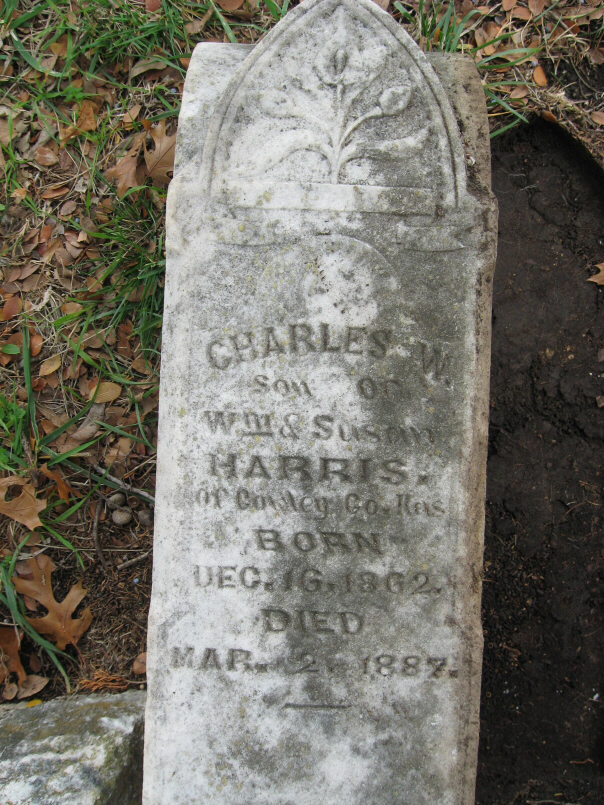 CHARLES W.
Son Of
Wm & Susan
HARRIS.
of Cowley Co. Kas
BORN
DEC. 16. 1862.
DIED
MAR. 2. 1887.